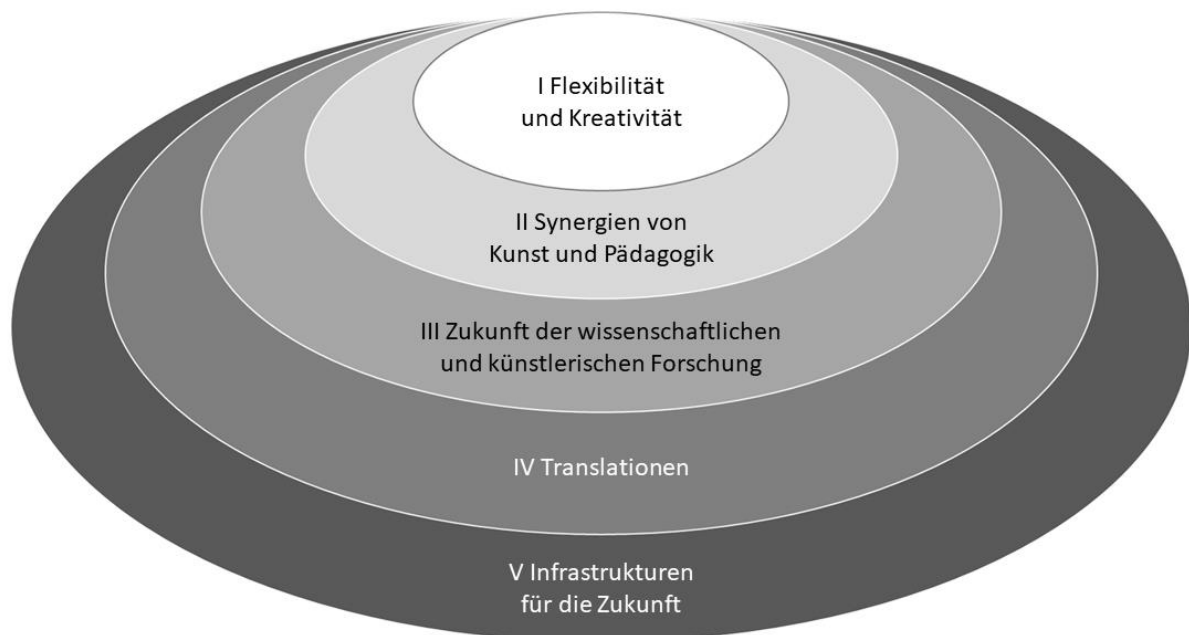 I Flexibilität
und Kreativität
II Synergien von
Kunst und Pädagogik
III Zukunft der wissenschaftlichen
und künstlerischen Forschung
IV Translationen
V Infrastrukturen
für die Zukunft